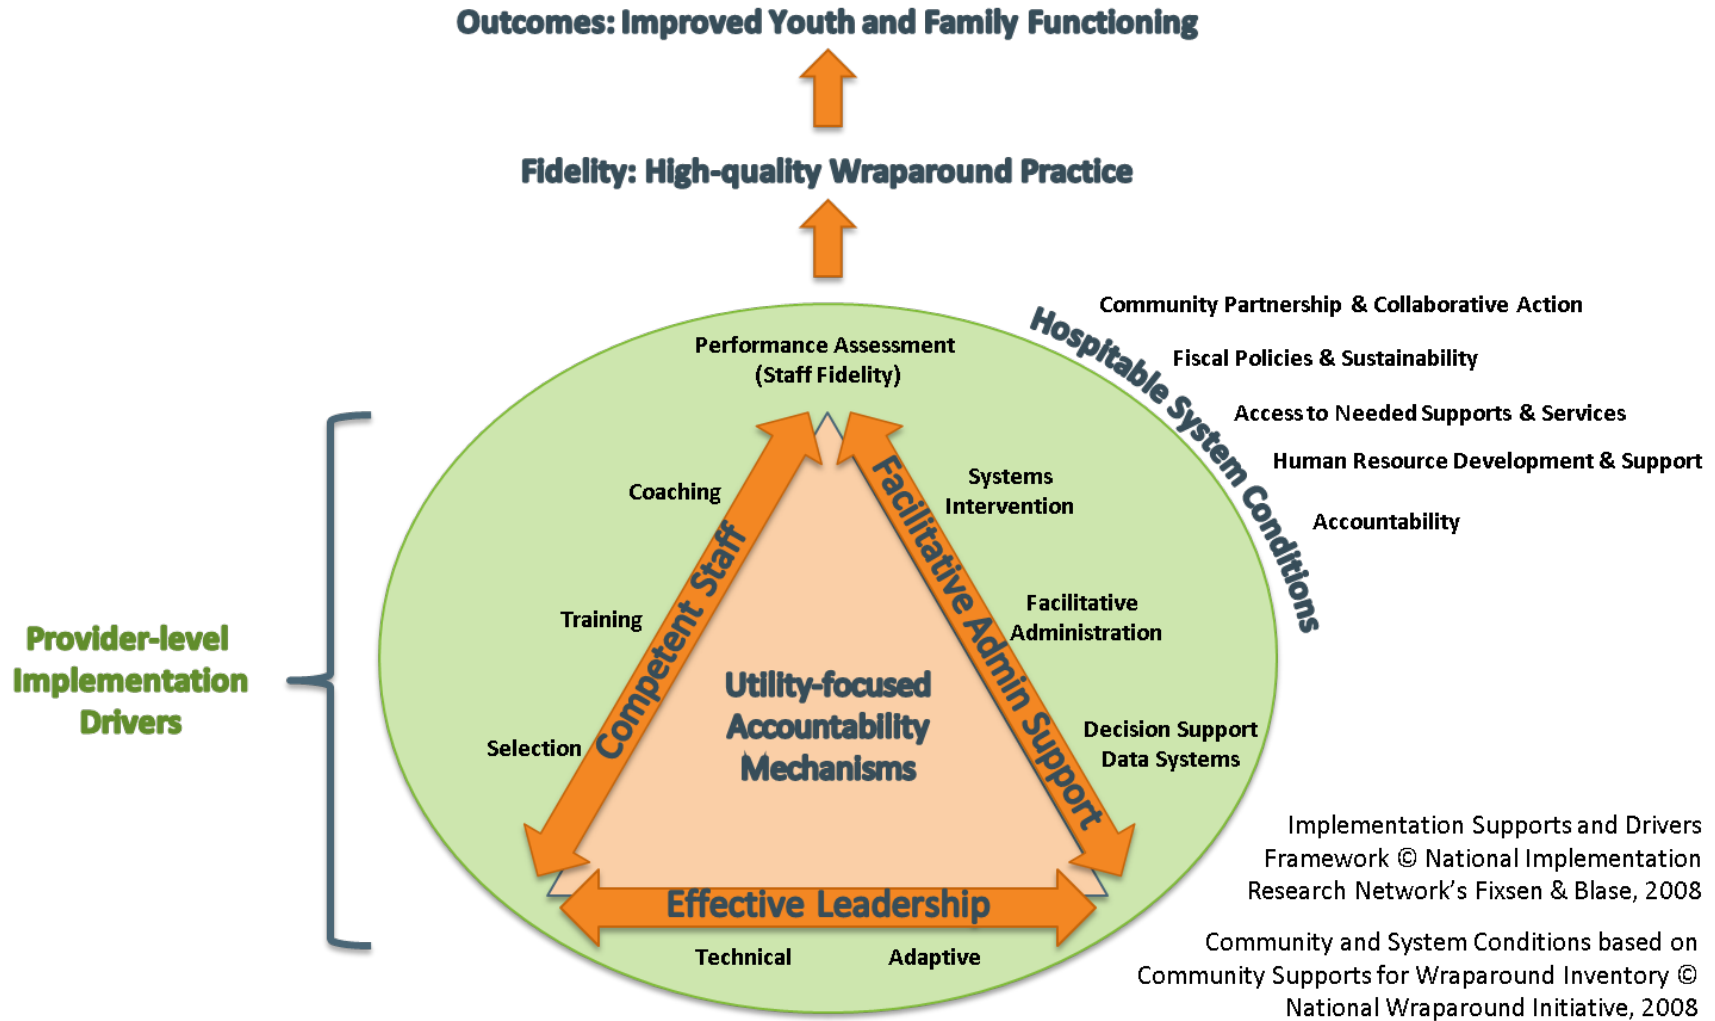 Outcomes: Improved Youth and Family Functioning
Fidelity: High-quality Wraparound Practice
Hospitable System Conditions
Community Partnership & Collaborative Action
Fiscal Policies & Sustainability
Access to Needed Supports & Services
Human Resource Development & Support
Accountability
Performance Assessment
(Staff Fidelity)
Coaching
Training
Selection
Competent Staff
Facilitative Admin Support
Systems
Intervention
Facilitative
Administration
Decision Support
Data Systems
Provider-level
Implementation
Drivers
Utility-focused
Accountability
Mechanisms
Effective Leadership
Technical
Adaptive
Implementation Supports and Drivers
Framework © National Implementation
Research Network’s Fixsen & Blase, 2008
Community and System Conditions based on
Community Supports for Wraparound Inventory ©
National Wraparound Initiative, 2008